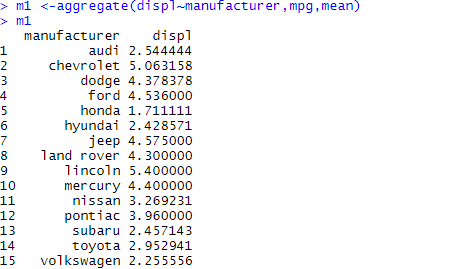 > m1 <-aggregate(displ~manufacturer,mpg,mean)
> m1
   manufacturer    displ
1          audi 2.544444
2     chevrolet 5.063158
3         dodge 4.378378
4          ford 4.536000
5         honda 1.711111
6       hyundai 2.428571
7          jeep 4.575000
8    land rover 4.300000
9       lincoln 5.400000
10      mercury 4.400000
11       nissan 3.269231
12      pontiac 3.960000
13       subaru 2.457143
14       toyota 2.952941
15   volkswagen 2.255556